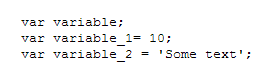 var variable;
var variable_1= 10;
var variable_2 = 'Some text';